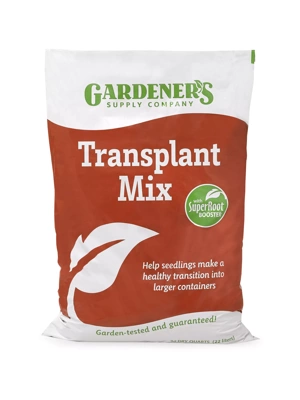 GARDENER'S
SUPPLY COMPANY
Transplant
Mix
with
SuperRoot
BOOSTER
Help seedlings make a
healthy transition into
larger containers
Garden-tested and guaranteed!